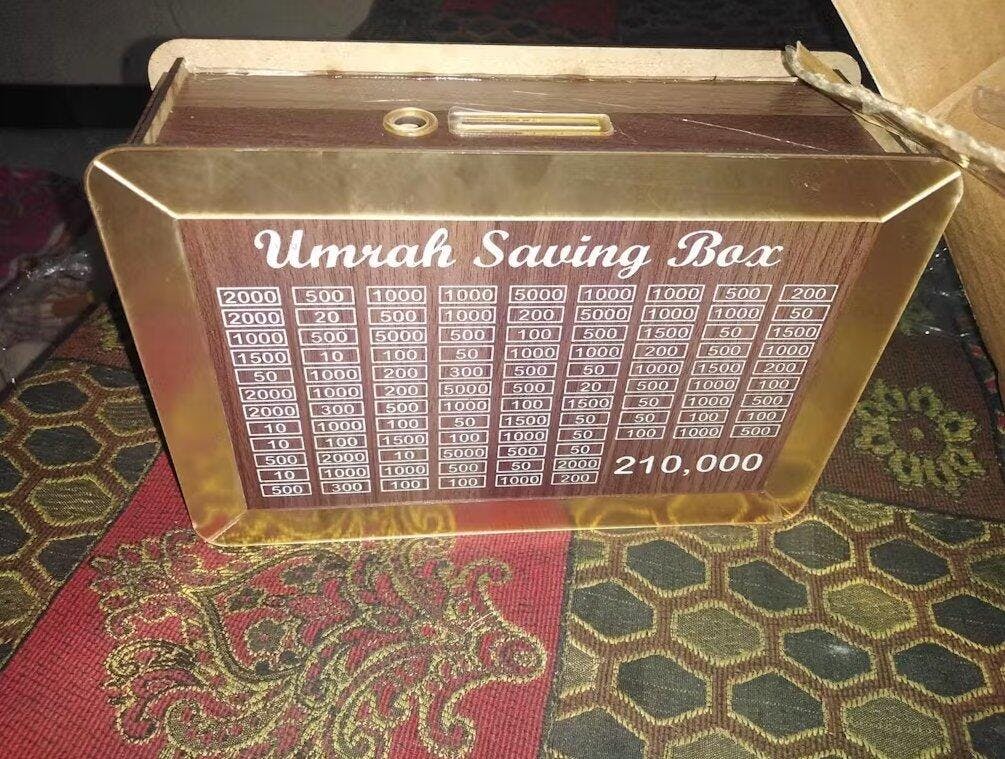 Umrah Saving Box
2000 500 1000 1000 5000 1000 1000 500 200
2000 20 500 1000 200 5000 1000 1000 50
1000 500 5000 500 100 500 1500 50 1500
1500 10 100 50 1000 1000 200 500 1000
50 1000 200 300 500 50 1000 1500 200
2000 1000 200 5000 500 20 500 1000 100
2000 300 500 1000 100 1500 50 500 500
10 1000 100 50 1500 50 50 100 100
10 100 1500 100 1000 50 100 1000 500
500 2000 10 5000 500 50
10 1000 1000 500 50 2000 210,000
500 300 100 100 1000 200